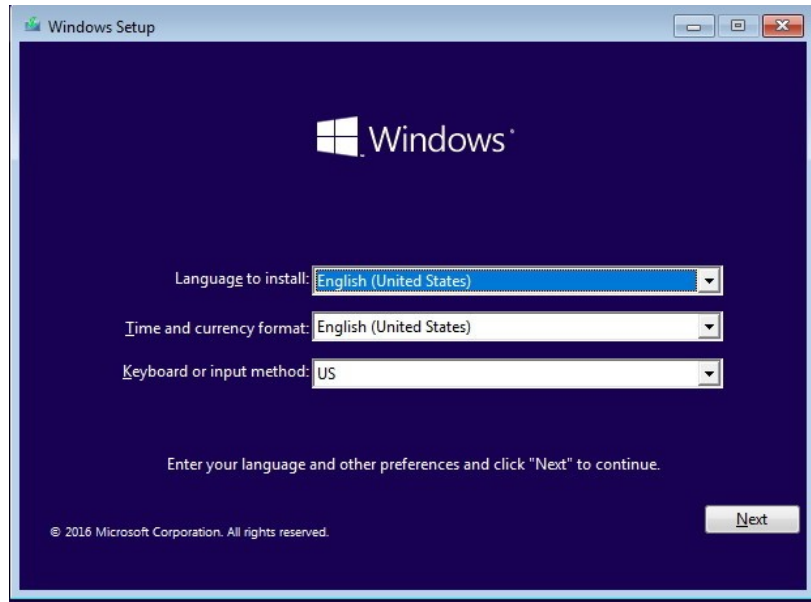 Windows Setup
Windows
Language to install: English (United States)
Time and currency format: English (United States)
Keyboard or input method: US
Enter your language and other preferences and click "Next" to continue.
Next
© 2016 Microsoft Corporation. All rights reserved.